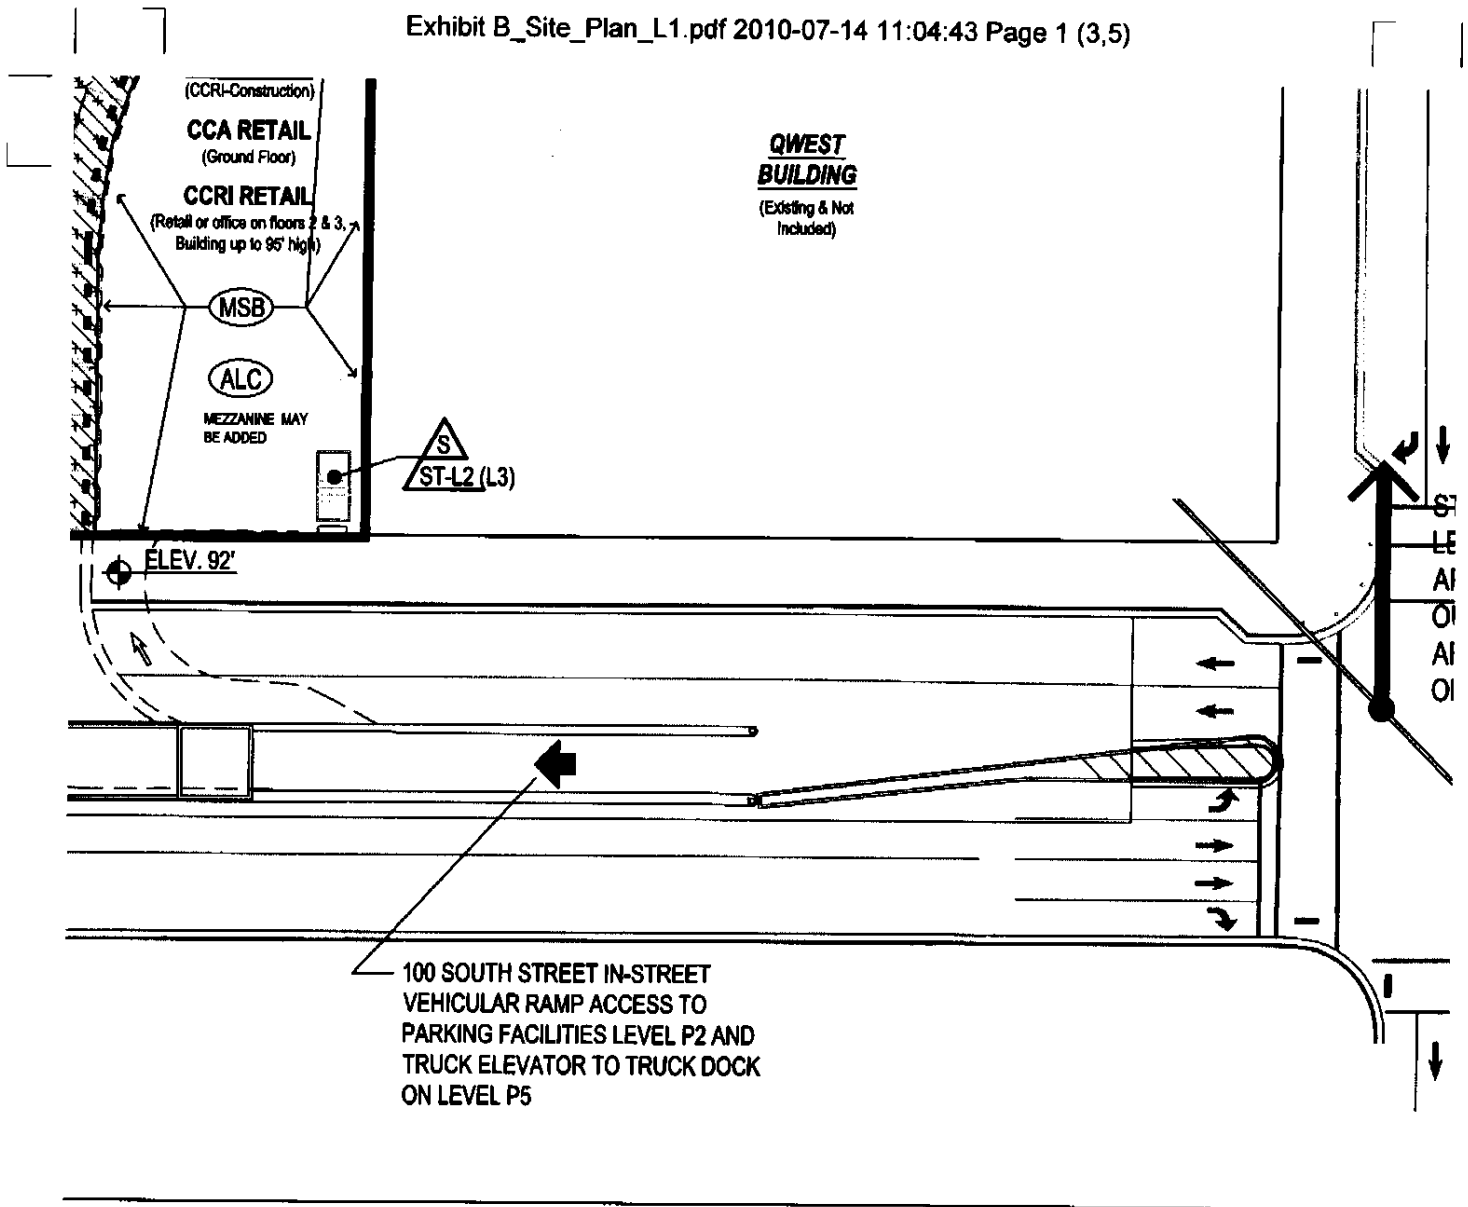 Exhibit B_Site_Plan_L1.pdf 2010-07-14 11:04:43 Page 1 (3,5)
(CCRI-Construction)
CCA RETAIL
(Ground Floor)
CCRI RETAIL
(Retail or office on floors 2 & 3,
Building up to 95' high)
MSB
ALC
MEZZANINE MAY
BE ADDED
QWEST
BUILDING
(Existing & Not
Included)
S
ST-L2 (L3)
ELEV. 92'
100 SOUTH STREET IN-STREET
VEHICULAR RAMP ACCESS TO
PARKING FACILITIES LEVEL P2 AND
TRUCK ELEVATOR TO TRUCK DOCK
ON LEVEL P5